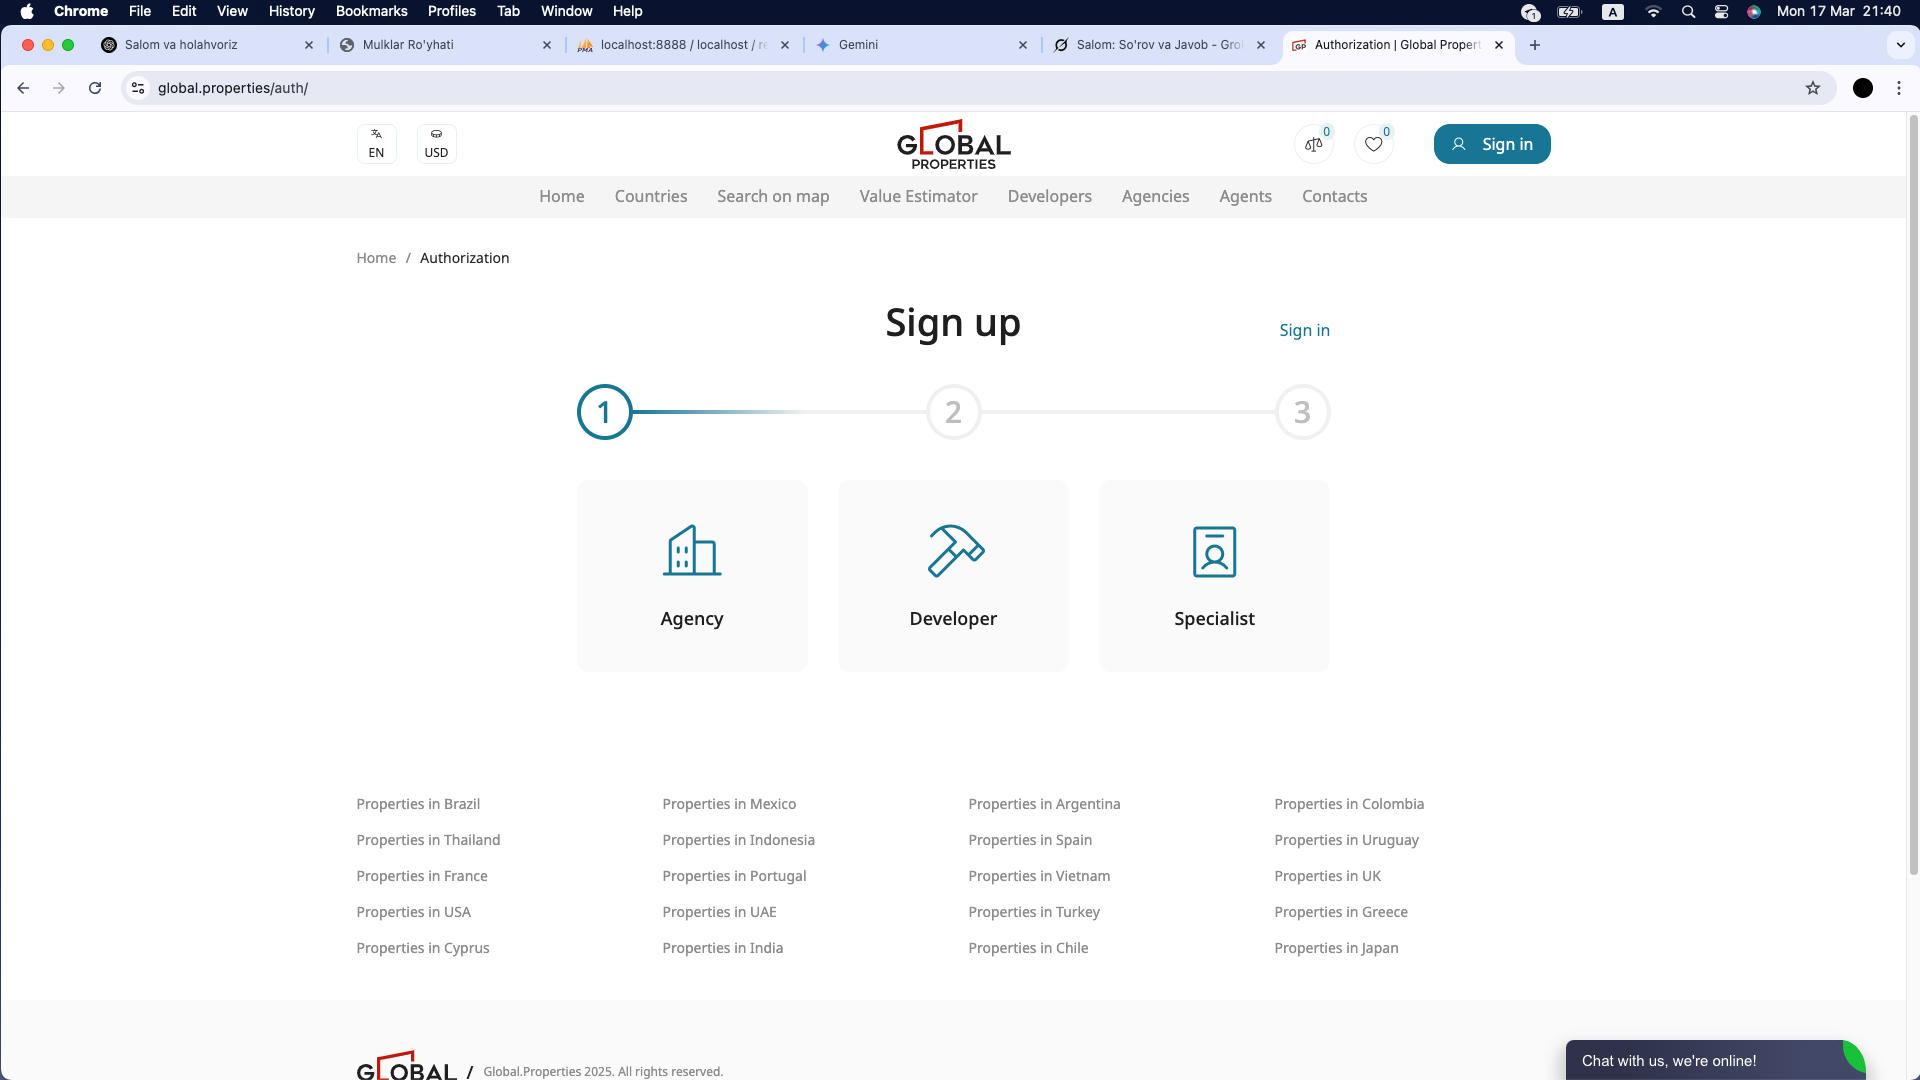 Chrome File Edit View History Bookmarks Profiles Tab Window Help 1 A Mon 17 Mar 21:40
Salom va holahvoriz Mulklar Ro'yhati localhost:8888 / localhost / re Gemini Salom: So'rov va Javob - Gro Authorization | Global Propert
global.properties/auth/
EN USD GLOBAL PROPERTIES 0 0 Sign in
Home Countries Search on map Value Estimator Developers Agencies Agents Contacts
Home / Authorization
Sign up
Sign in
1 2 3
Agency Developer Specialist
Properties in Brazil Properties in Mexico Properties in Argentina Properties in Colombia
Properties in Thailand Properties in Indonesia Properties in Spain Properties in Uruguay
Properties in France Properties in Portugal Properties in Vietnam Properties in UK
Properties in USA Properties in UAE Properties in Turkey Properties in Greece
Properties in Cyprus Properties in India Properties in Chile Properties in Japan
GLOBAL / Global.Properties 2025. All rights reserved.
Chat with us, we're online!